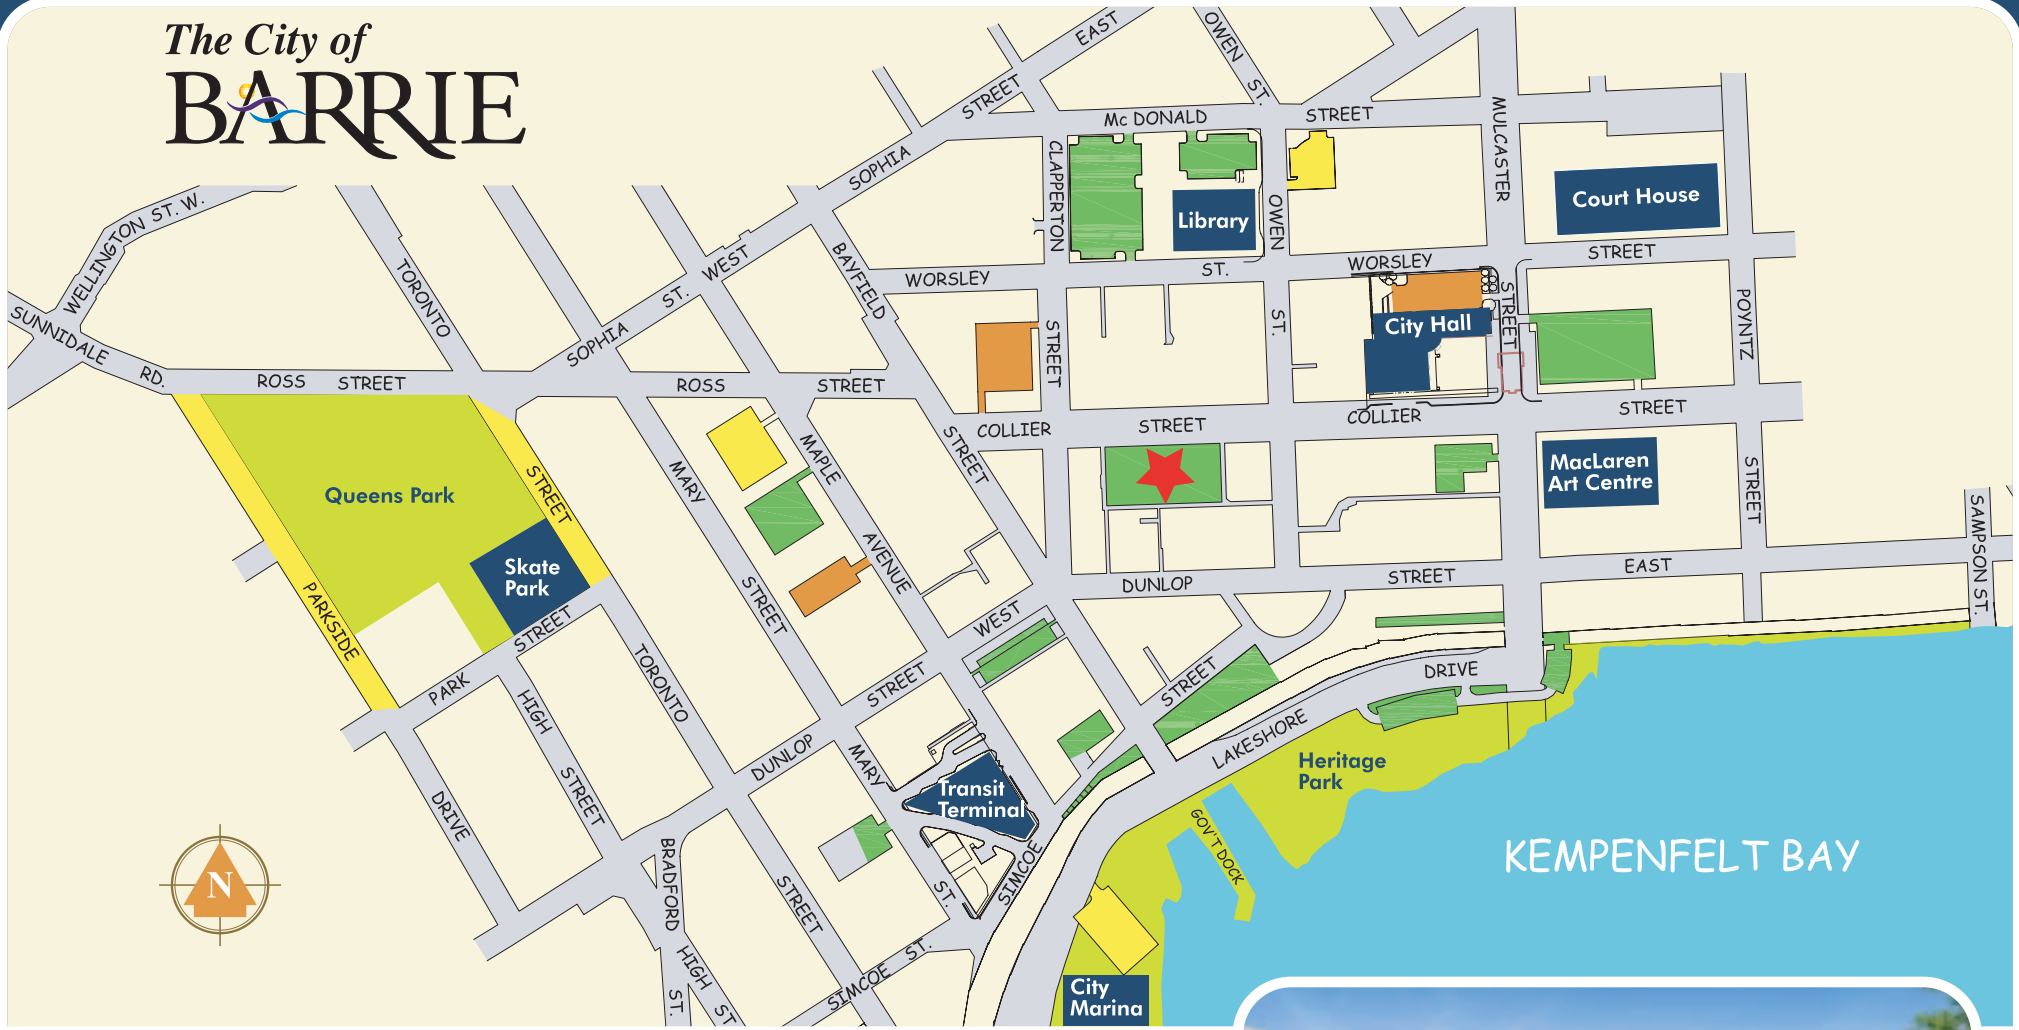 The City of
BARRIE
EAST
OWEN ST.
STREET
Mc DONALD
STREET
MULCASTER
SOPHIA
CLAPPERTON
Library
OWEN
Court House
WELLINGTON ST. W.
TORONTO
SOPHIA ST. WEST
BAYFIELD
WORSLEY
ST.
WORSLEY
STREET
SUNNIDALE
RD.
STREET
ST.
City Hall
STREET
POYNTZ
ROSS STREET
ROSS
STREET
COLLIER
STREET
COLLIER
STREET
STREET
MARY
MAPLE
Queens Park
STREET
MacLaren
Art Centre
STREET
SAMPSON ST.
Skate
Park
PARKSIDE
STREET
STREET
AVENUE
DUNLOP
STREET
EAST
WEST
PARK
HIGH
TORONTO
STREET
STREET
DRIVE
LAKESHORE
DUNLOP
MARY
Heritage
Park
Transit
Terminal
DRIVE
STREET
GOV'T DOCK
KEMPENFELT BAY
BRADFORD
STREET
ST.
SIMCOE
N
HIGH
ST.
ST
SIMCOE ST.
City
Marina